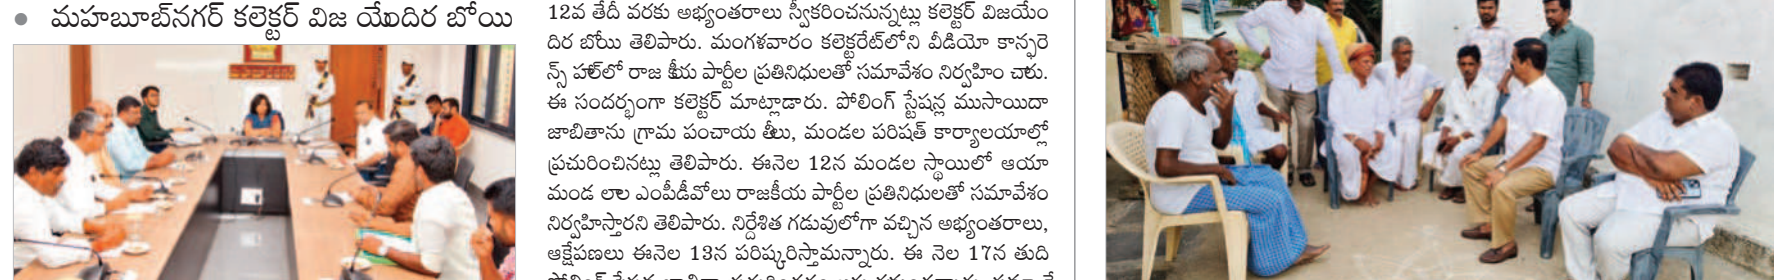 • మహబూబ్‌నగర్ కలెక్టర్ విజ యేందిర బోయి
12వ తేదీ వరకు అభ్యంతరాలు స్వీకరించనున్నట్లు కలెక్టర్ విజయేం
దిర బోయి తెలిపారు. మంగళవారం కలెక్టరేట్‌లోని వీడియో కాన్ఫరె
న్స్ హాల్‌లో రాజ కీయ పార్టీల ప్రతినిధులతో సమావేశం నిర్వహిం చారు.
ఈ సందర్భంగా కలెక్టర్ మాట్లాడారు. పోలింగ్ స్టేషన్ల ముసాయిదా
జాబితాను గ్రామ పంచాయ తీలు, మండల పరిషత్ కార్యాలయాల్లో
ప్రచురించినట్లు తెలిపారు. ఈనెల 12న మండల స్థాయిలో ఆయా
మండ లాల ఎంపీడీవోలు రాజకీయ పార్టీల ప్రతినిధులతో సమావేశం
నిర్వహిస్తారని తెలిపారు. నిర్దేశిత గడువులోగా వచ్చిన అభ్యంతరాలు,
ఆక్షేపణలు ఈనెల 13న పరిష్కరిస్తామన్నారు. ఈ నెల 17న తుది